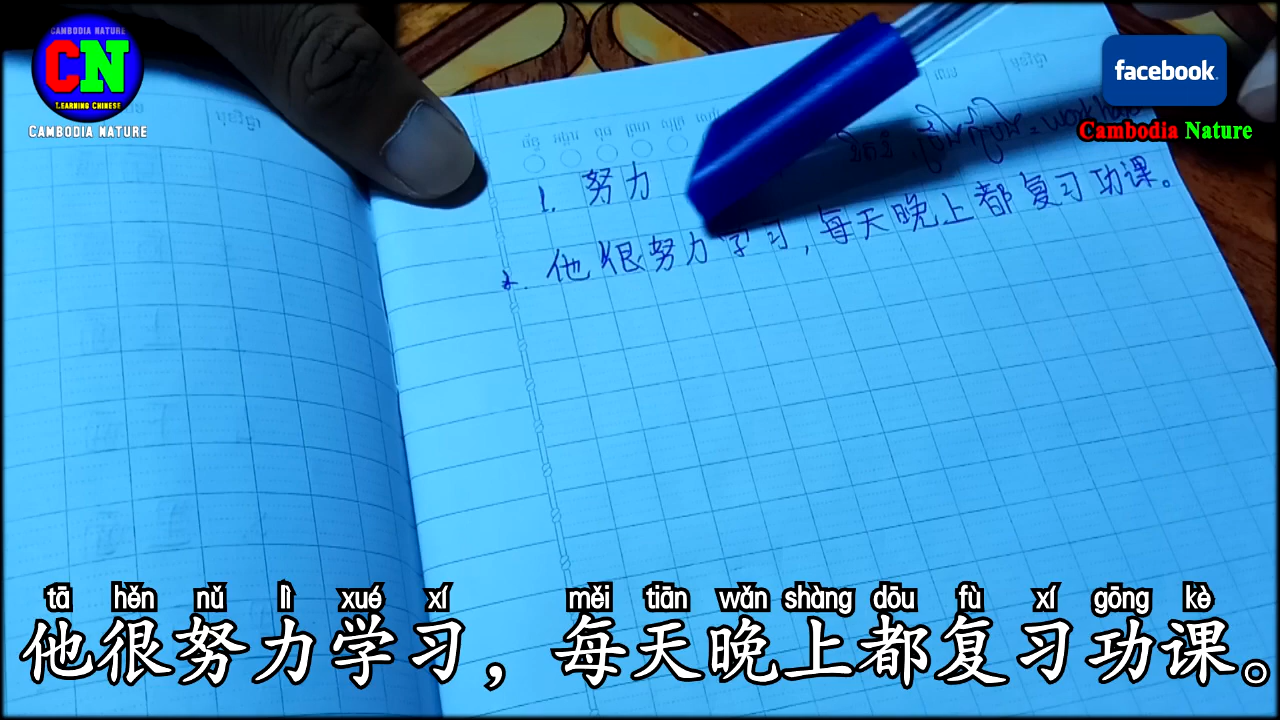 CAMBODIA NATURE
CN
LEARNING CHINESE
CAMBODIA NATURE
facebook
Cambodia Nature
1. 努力
他很努力学习，每天晚上都复习功课。
tā hěn nǔ lì xué xí měi tiān wǎn shàng dōu fù xí gōng kè
他很努力学习，每天晚上都复习功课。